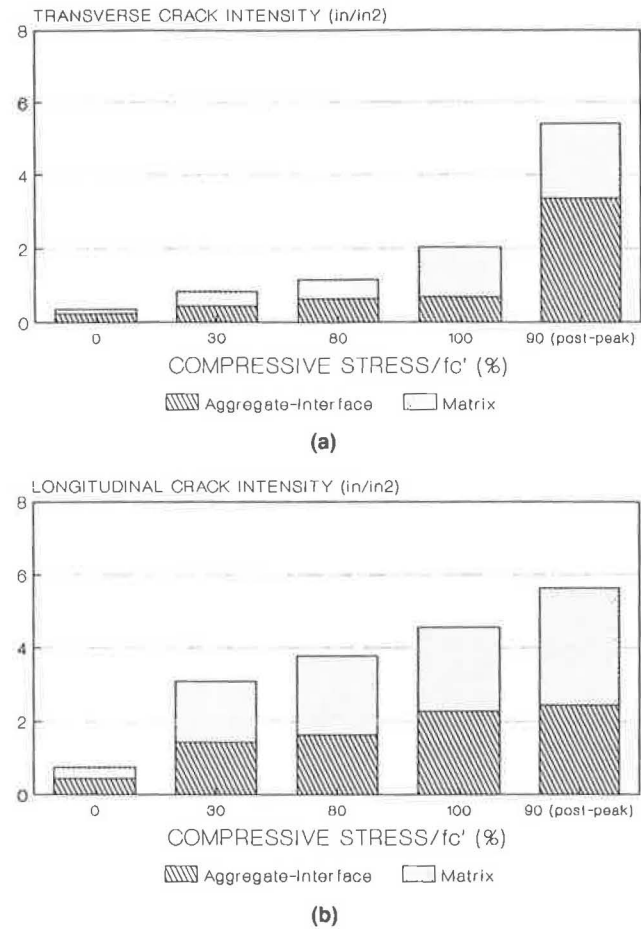 TRANSVERSE CRACK INTENSITY (in/in2)
8
6
4
2
0
0 30 80 100 90 (post-peak)
COMPRESSIVE STRESS/fc' (%)
Aggregate-Interface Matrix
(a)
LONGITUDINAL CRACK INTENSITY (in/in2)
8
6
4
2
0
0 30 80 100 90 (post-peak)
COMPRESSIVE STRESS/fc' (%)
Aggregate-Interface Matrix
(b)